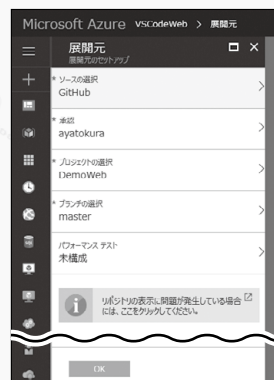 Microsoft Azure VSCodeWeb > 展開元
展開元
展開元のセットアップ
* ソースの選択
GitHub
* 承認
ayatokura
* プロジェクトの選択
DemoWeb
* ブランチの選択
master
パフォーマンス テスト
未構成
リポジトリの表示に問題が発生している場合
には、ここをクリックしてください。
OK